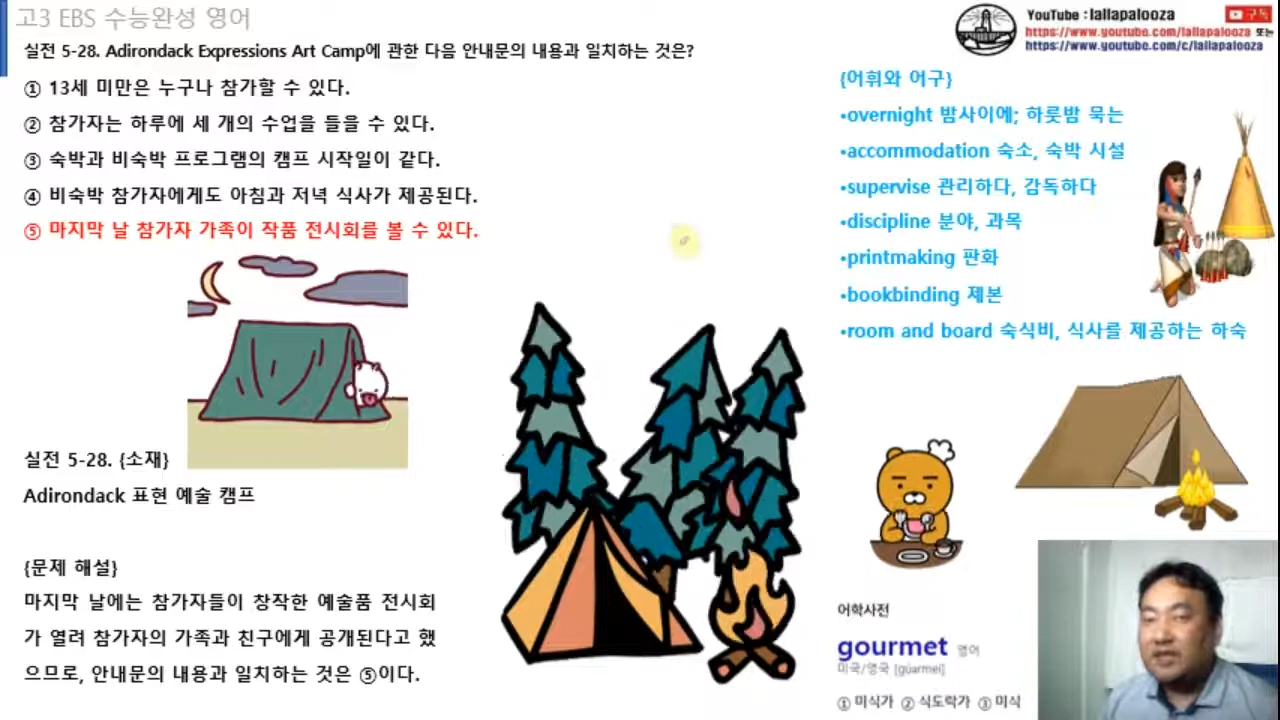 고3 EBS 수능완성 영어
실전 5-28. Adirondack Expressions Art Camp에 관한 다음 안내문의 내용과 일치하는 것은?
① 13세 미만은 누구나 참가할 수 있다.
② 참가자는 하루에 세 개의 수업을 들을 수 있다.
③ 숙박과 비숙박 프로그램의 캠프 시작일이 같다.
④ 비숙박 참가자에게도 아침과 저녁 식사가 제공된다.
⑤ 마지막 날 참가자 가족이 작품 전시회를 볼 수 있다.
실전 5-28. {소재}
Adirondack 표현 예술 캠프
{문제 해설}
마지막 날에는 참가자들이 창작한 예술품 전시회
가 열려 참가자의 가족과 친구에게 공개된다고 했
으므로, 안내문의 내용과 일치하는 것은 ⑤이다.
YouTube : lallapalooza
구독
https://www.youtube.com/lallapalooza 또는
https://www.youtube.com/c/lallapalooza
{어휘와 어구}
•overnight 밤사이에; 하룻밤 묵는
•accommodation 숙소, 숙박 시설
•supervise 관리하다, 감독하다
•discipline 분야, 과목
•printmaking 판화
•bookbinding 제본
•room and board 숙식비, 식사를 제공하는 하숙
어학사전
gourmet 영어
미국/영국 [gúərmei]
① 미식가 ② 식도락가 ③ 미식